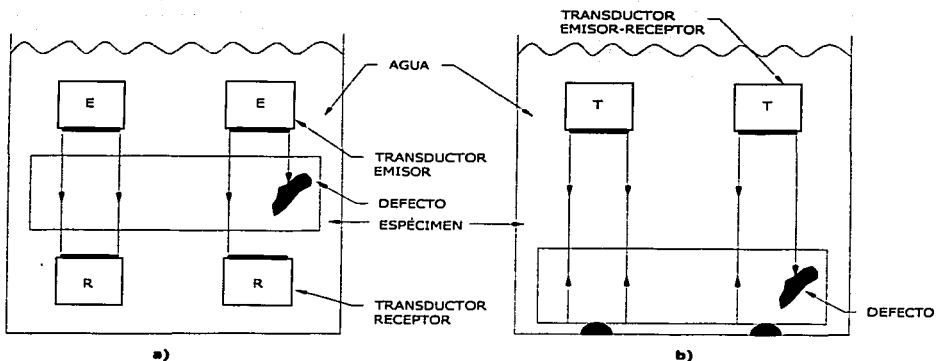 TRANSDUCTOR
EMISOR-RECEPTOR
E
E
AGUA
T
T
TRANSDUCTOR
EMISOR
DEFECTO
ESPÉCIMEN
R
R
TRANSDUCTOR
RECEPTOR
DEFECTO
a)
b)